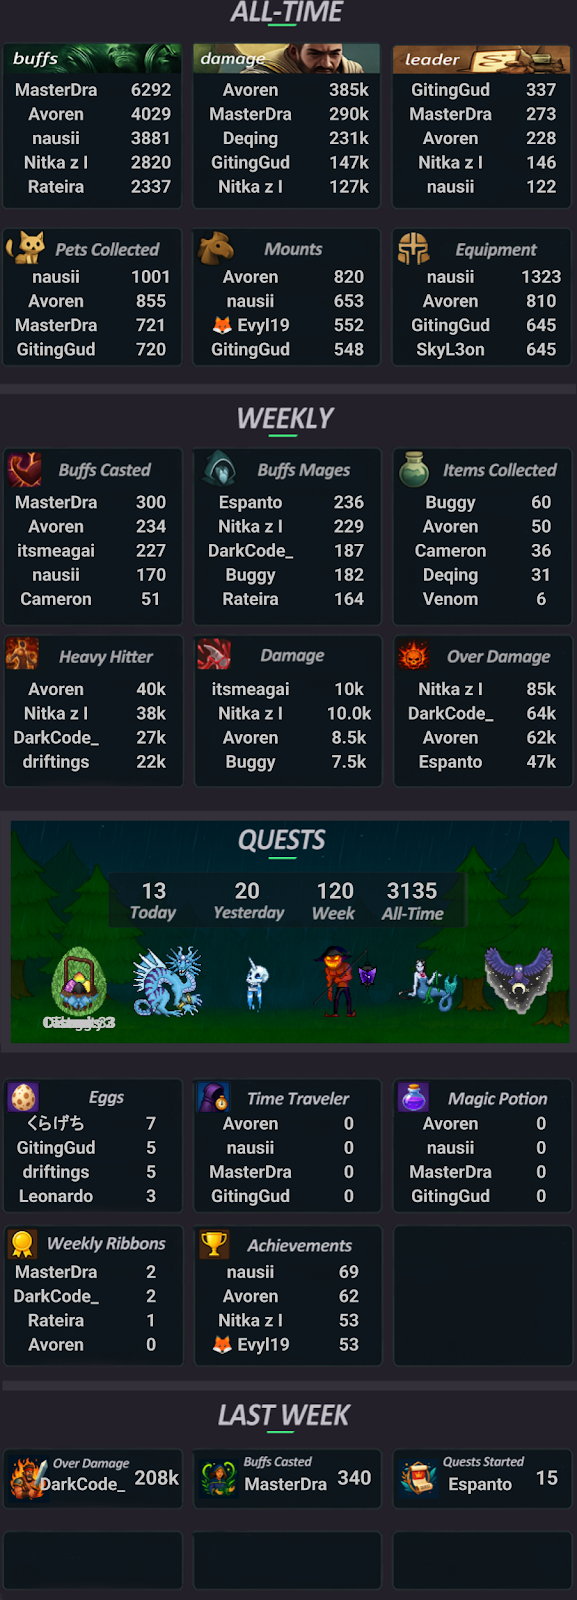 ALL-TIME
buffs
MasterDra 6292
Avoren 4029
nausii 3881
Nitka z I 2820
Rateira 2337
damage
Avoren 385k
MasterDra 290k
Deqing 231k
GitingGud 147k
Nitka z I 127k
leader
GitingGud 337
MasterDra 273
Avoren 228
Nitka z I 146
nausii 122
Pets Collected
nausii 1001
Avoren 855
MasterDra 721
GitingGud 720
Mounts
Avoren 820
nausii 653
🦊 Evyl19 552
GitingGud 548
Equipment
nausii 1323
Avoren 810
GitingGud 645
SkyL3on 645
WEEKLY
Buffs Casted
MasterDra 300
Avoren 234
itsmeagai 227
nausii 170
Cameron 51
Buffs Mages
Espanto 236
Nitka z I 229
DarkCode_ 187
Buggy 182
Rateira 164
Items Collected
Buggy 60
Avoren 50
Cameron 36
Deqing 31
Venom 6
Heavy Hitter
Avoren 40k
Nitka z I 38k
DarkCode_ 27k
driftings 22k
Damage
itsmeagai 10k
Nitka z I 10.0k
Avoren 8.5k
Buggy 7.5k
Over Damage
Nitka z I 85k
DarkCode_ 64k
Avoren 62k
Espanto 47k
QUESTS
13 20 120 3135
Today Yesterday Week All-Time
Eggs
くらげち 7
GitingGud 5
driftings 5
Leonardo 3
Time Traveler
Avoren 0
nausii 0
MasterDra 0
GitingGud 0
Magic Potion
Avoren 0
nausii 0
MasterDra 0
GitingGud 0
Weekly Ribbons
MasterDra 2
DarkCode_ 2
Rateira 1
Avoren 0
Achievements
nausii 69
Avoren 62
Nitka z I 53
🦊 Evyl19 53
LAST WEEK
Over Damage
DarkCode_ 208k
Buffs Casted
MasterDra 340
Quests Started
Espanto 15